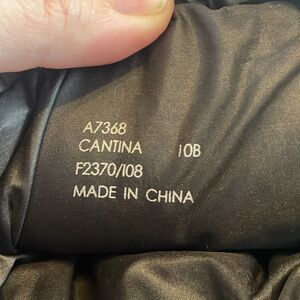 A7368
CANTINA 10B
F2370/I08
MADE IN CHINA